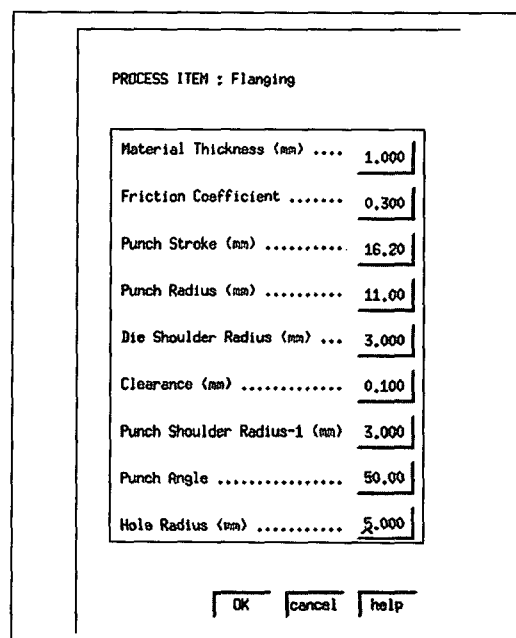 PROCESS ITEM : Flanging
Material Thickness (mm) .... 1.000
Friction Coefficient ....... 0.300
Punch Stroke (mm) .......... 16.20
Punch Radius (mm) .......... 11.00
Die Shoulder Radius (mm) ... 3.000
Clearance (mm) ............. 0.100
Punch Shoulder Radius-1 (mm) 3.000
Punch Angle ................ 50.00
Hole Radius (mm) ........... 5.000
OK cancel help